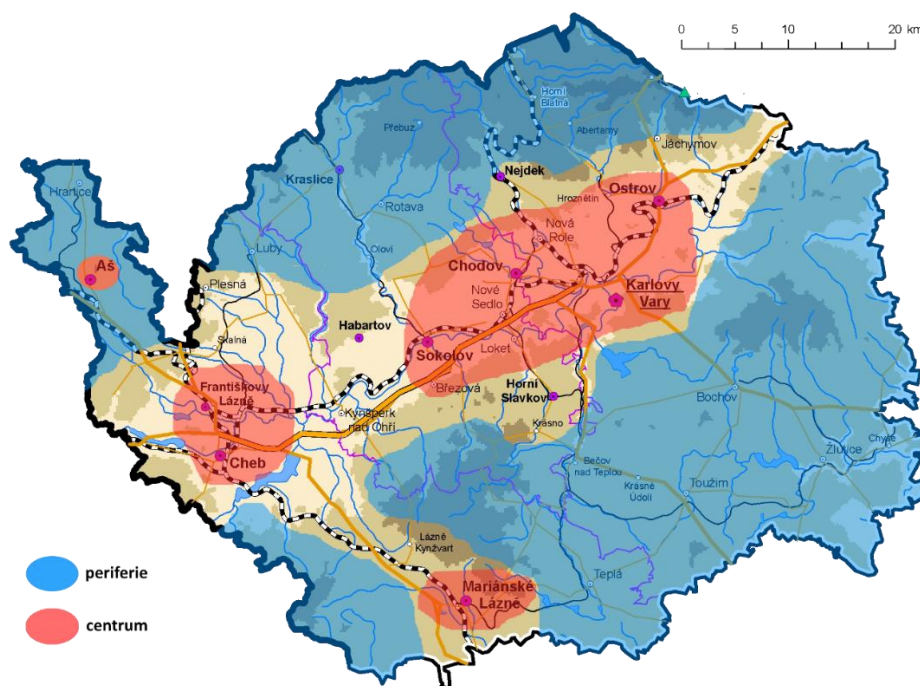 0 5 10 20 km
Horní
Blatná
Přebuz
Abertamy
Jáchymov
Nejdek
Kraslice
Hranice
Hroznětín
Ostrov
Rotava
Nová
Role
Luby
Oloví
Aš
Chodov
Plesná
Nové
Sedlo
Karlovy
Vary
Habartov
Skalná
Sokolov
Loket
Františkovy
Lázně
Březová
Horní
Slavkov
Bochov
Kynšperk
nad Ohří
Krásno
Chyše
Žlutice
Cheb
Bečov
nad Teplou
Krásné
Údolí
Toužim
Lázně
Kynžvart
Teplá
Mariánské
Lázně
periferie
centrum